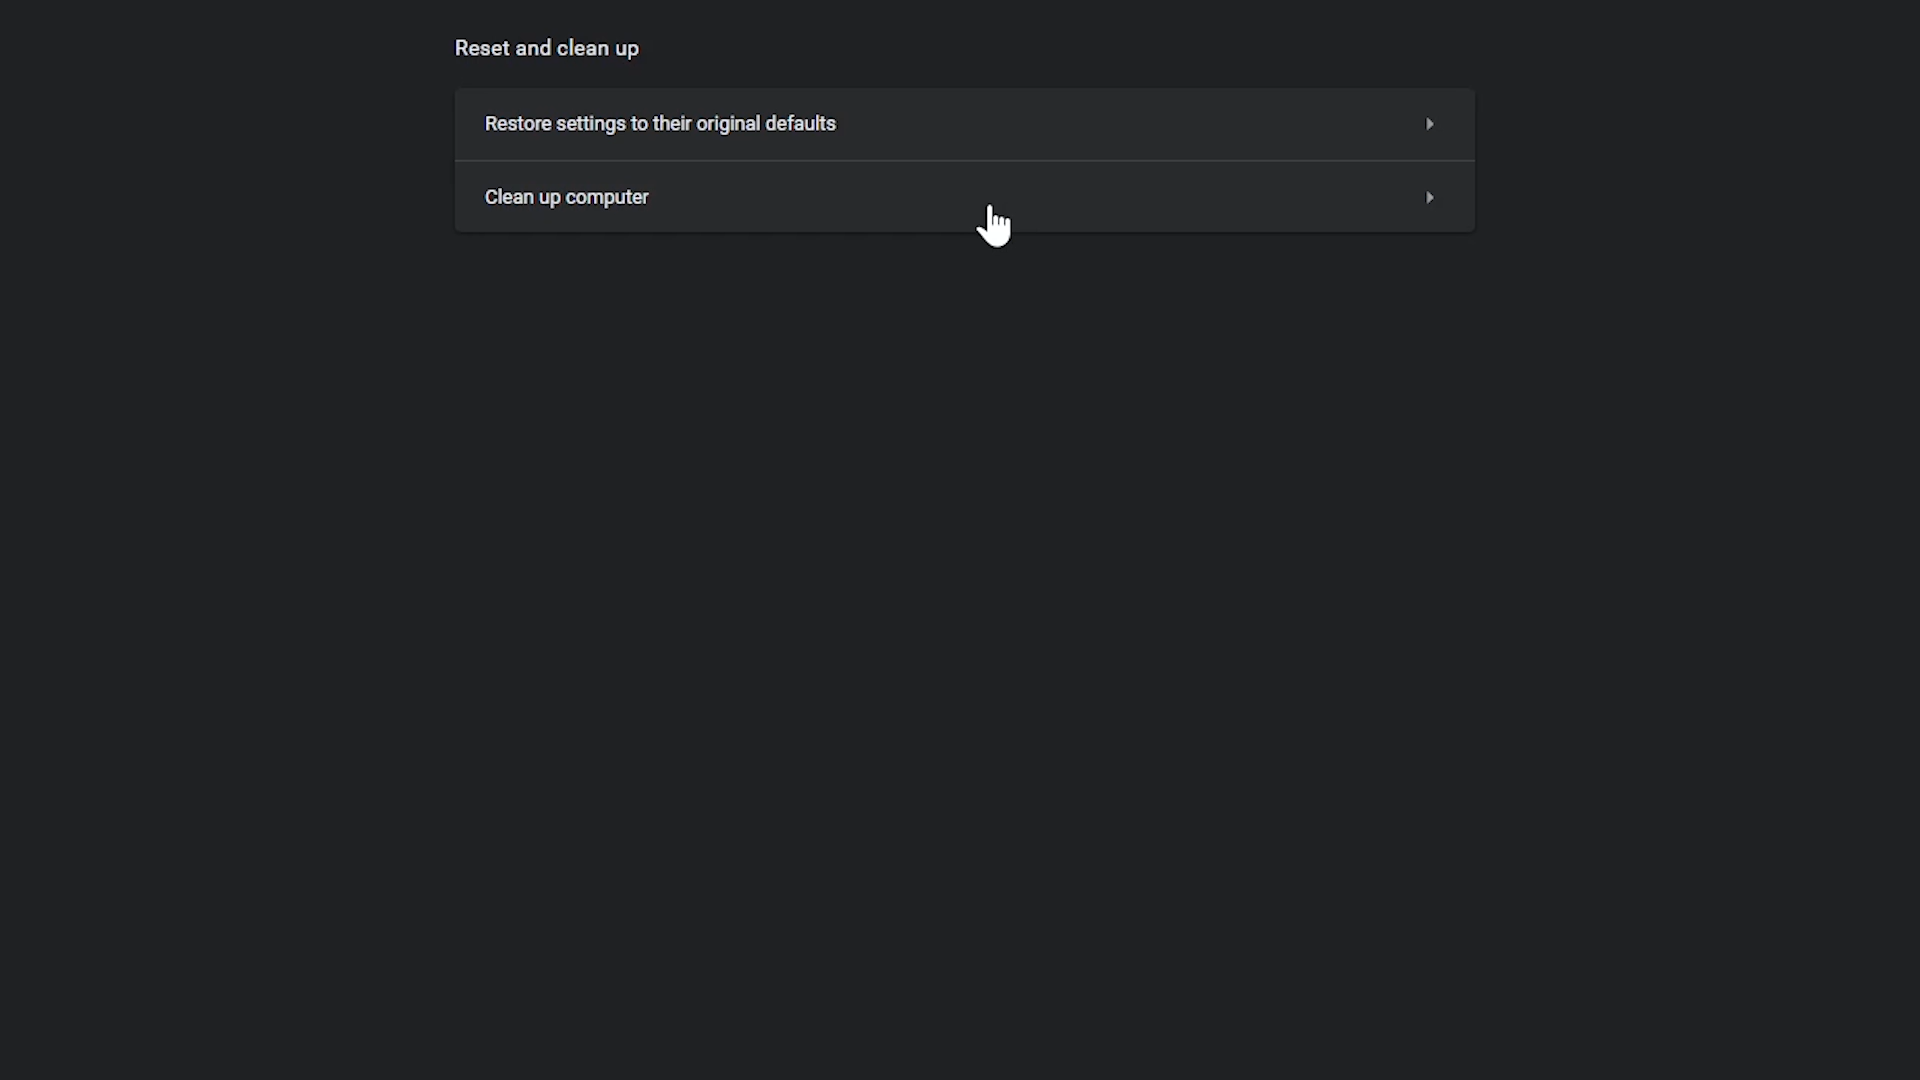 Reset and clean up
Restore settings to their original defaults
Clean up computer